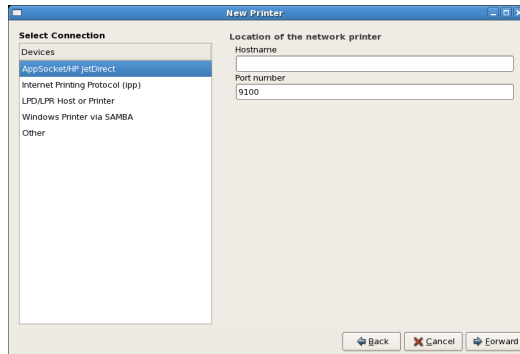 New Printer
Select Connection
Devices
AppSocket/HP JetDirect
Internet Printing Protocol (ipp)
LPD/LPR Host or Printer
Windows Printer via SAMBA
Other
Location of the network printer
Hostname
Port number
9100
Back
Cancel
Forward